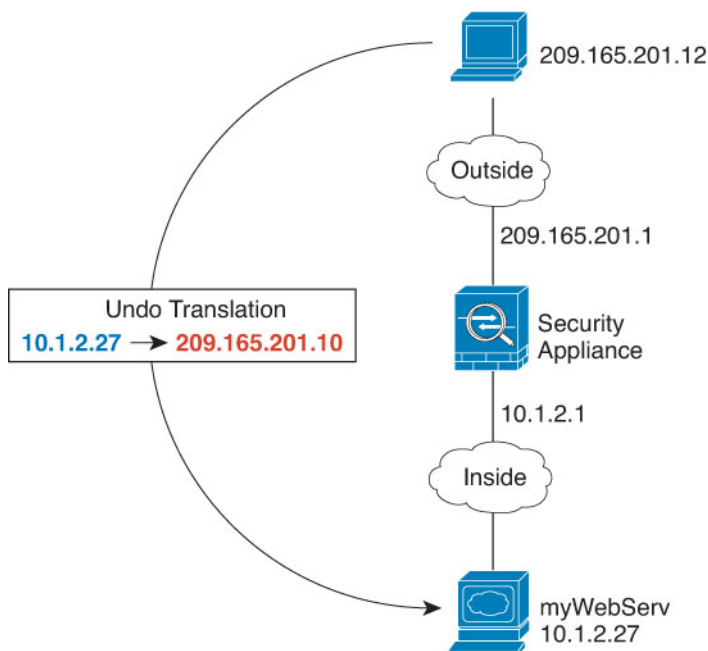 209.165.201.12
Outside
209.165.201.1
Undo Translation
10.1.2.27 → 209.165.201.10
Security
Appliance
10.1.2.1
Inside
myWebServ
10.1.2.27